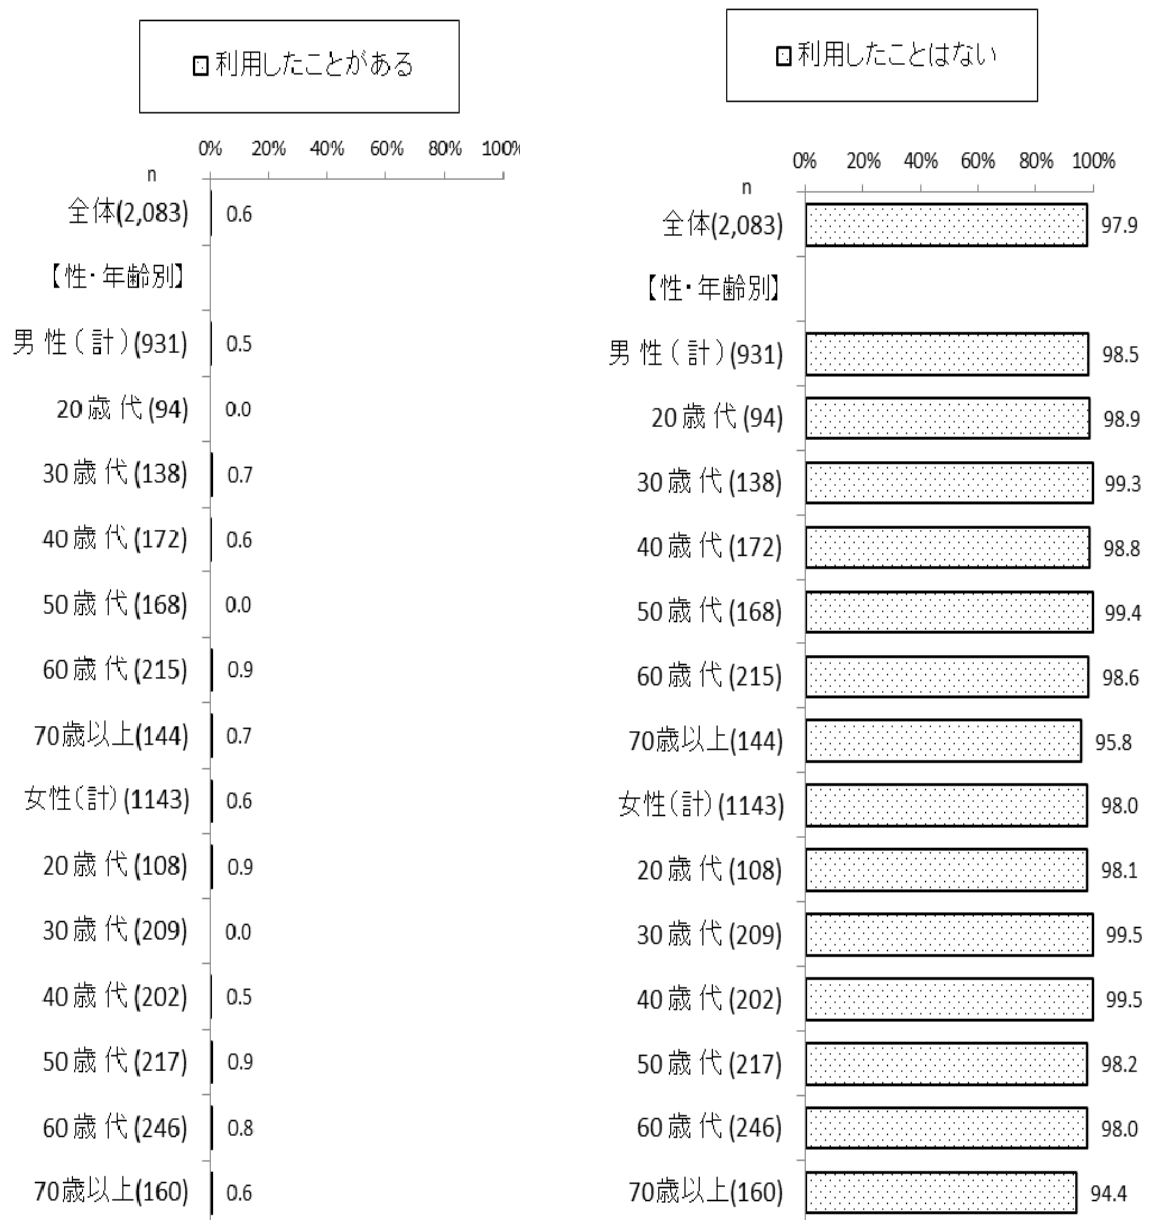 利用したことがある
0% 20% 40% 60% 80% 100%
n
全体(2,083) 0.6
【性・年齢別】
男性(計)(931) 0.5
20歳代(94) 0.0
30歳代(138) 0.7
40歳代(172) 0.6
50歳代(168) 0.0
60歳代(215) 0.9
70歳以上(144) 0.7
女性(計)(1143) 0.6
20歳代(108) 0.9
30歳代(209) 0.0
40歳代(202) 0.5
50歳代(217) 0.9
60歳代(246) 0.8
70歳以上(160) 0.6
利用したことはない
0% 20% 40% 60% 80% 100%
n
全体(2,083) 97.9
【性・年齢別】
男性(計)(931) 98.5
20歳代(94) 98.9
30歳代(138) 99.3
40歳代(172) 98.8
50歳代(168) 99.4
60歳代(215) 98.6
70歳以上(144) 95.8
女性(計)(1143) 98.0
20歳代(108) 98.1
30歳代(209) 99.5
40歳代(202) 99.5
50歳代(217) 98.2
60歳代(246) 98.0
70歳以上(160) 94.4